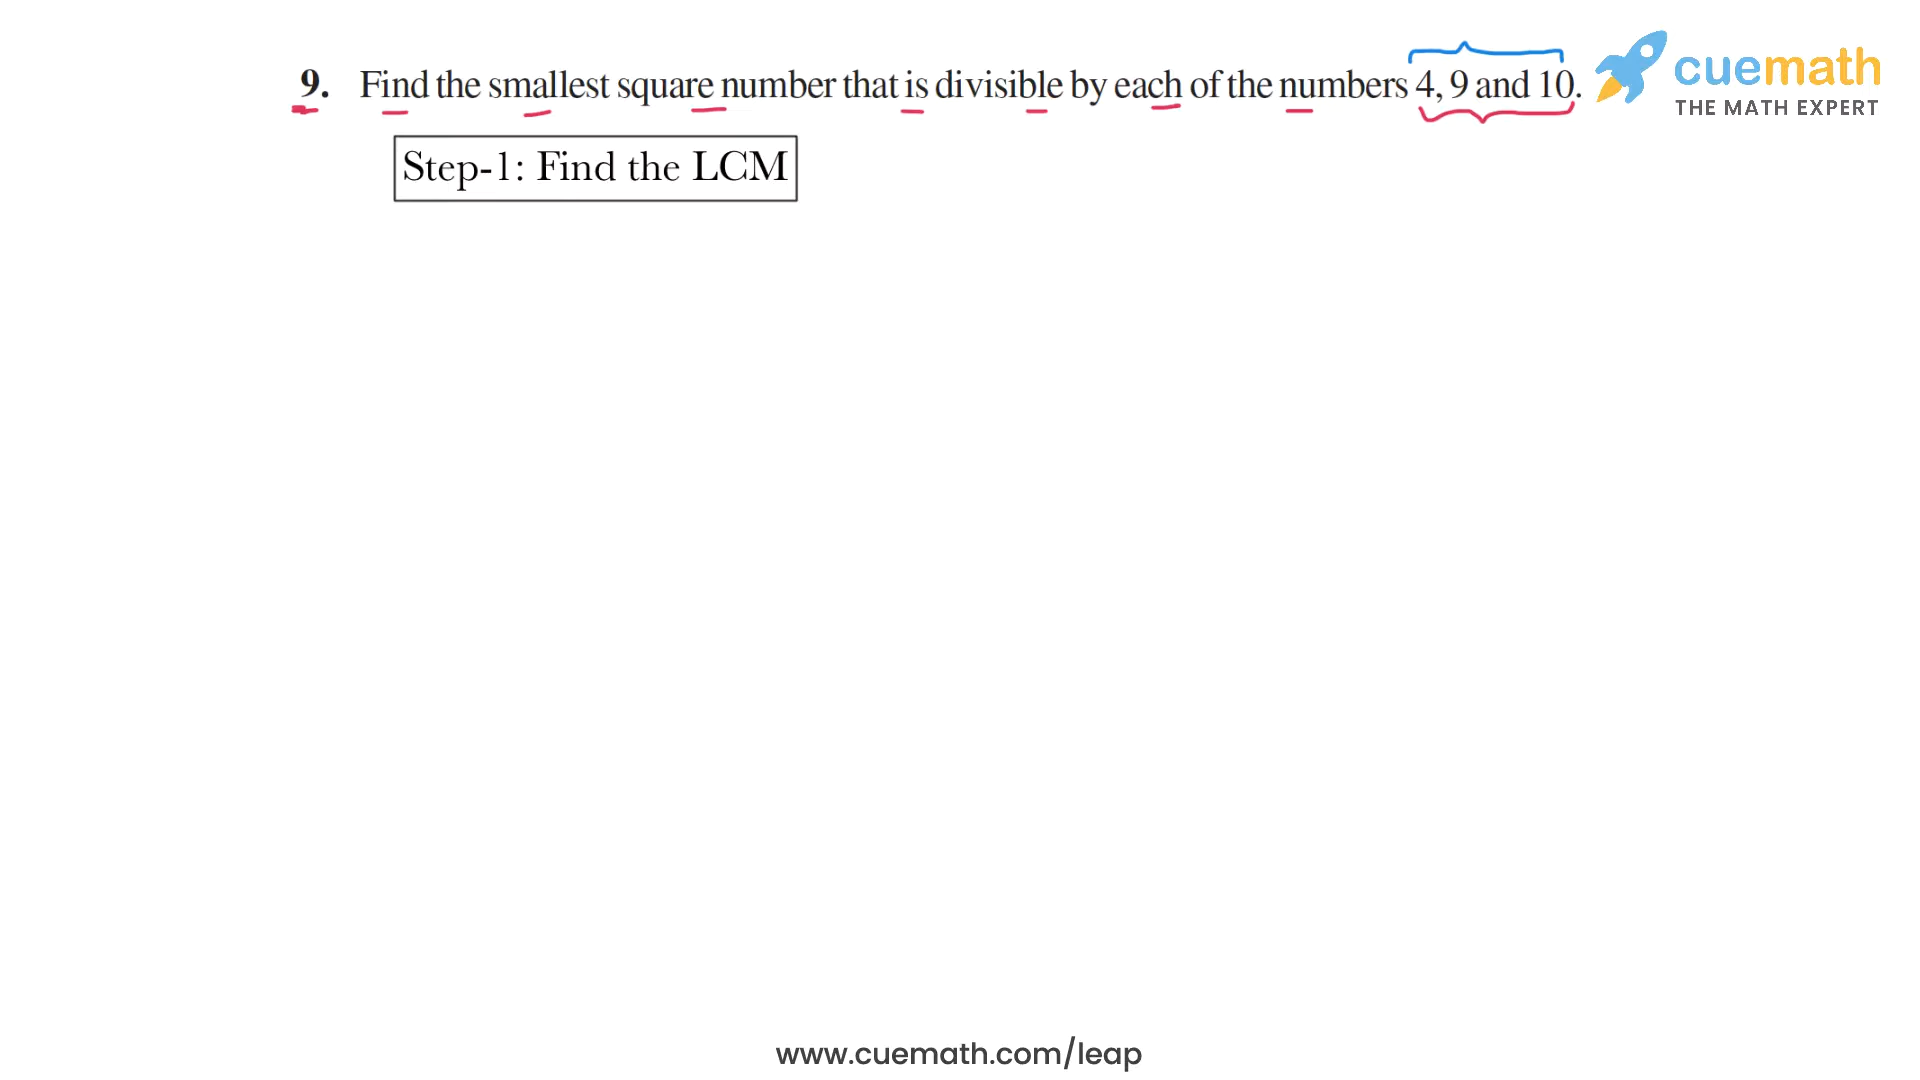 9. Find the smallest square number that is divisible by each of the numbers 4, 9 and 10.
cuemath
THE MATH EXPERT
Step-1: Find the LCM
www.cuemath.com/leap